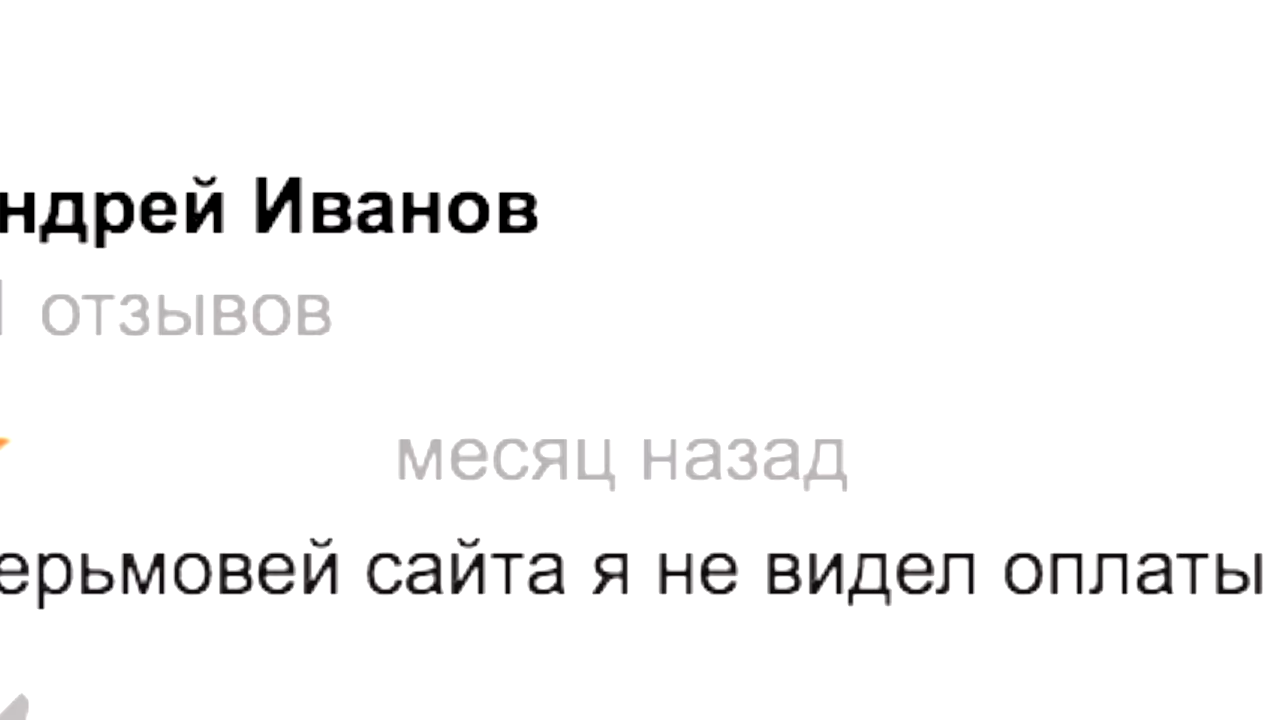 ндрей Иванов
отзывов
месяц назад
ерьмовей сайта я не видел оплаты